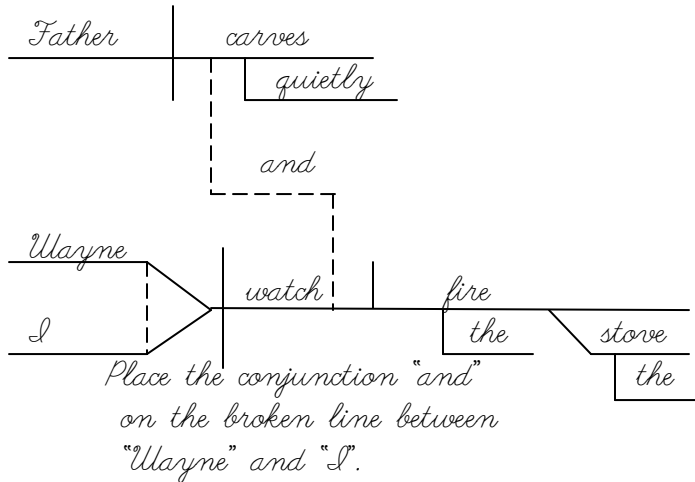 Father carves
quietly
and
Wayne
watch fire
I the stove
the
Place the conjunction "and"
on the broken line between
"Wayne" and "I".